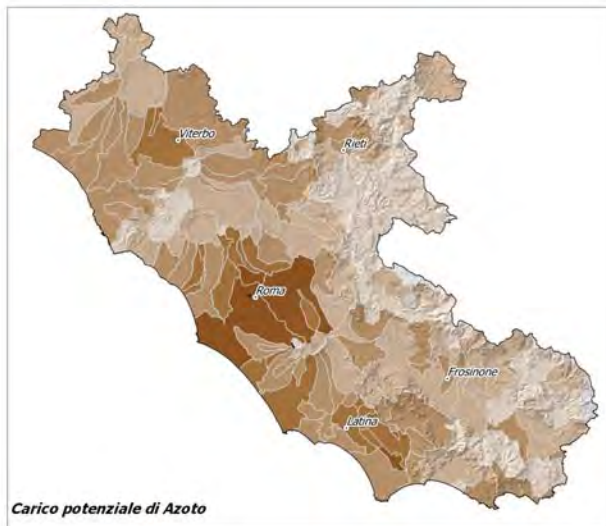 Viterbo
Rieti
Roma
Frosinone
Latina
Carico potenziale di Azoto